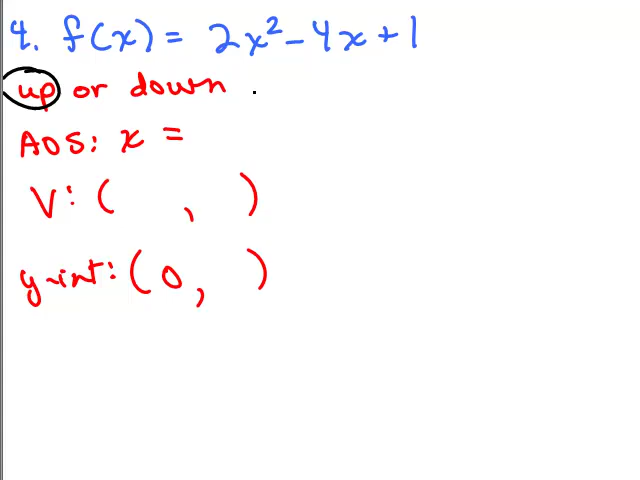 4. f(x) = 2x² - 4x + 1
up or down .
AOS: x =
V: ( , )
y-int: ( 0, )